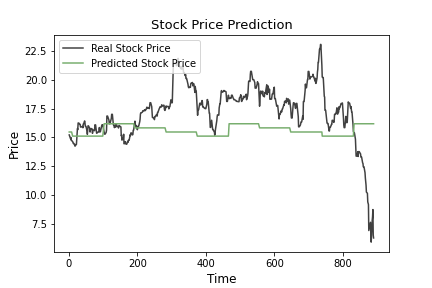 Stock Price Prediction
Real Stock Price
Predicted Stock Price
22.5
20.0
17.5
15.0
12.5
10.0
7.5
Price
0 200 400 600 800
Time